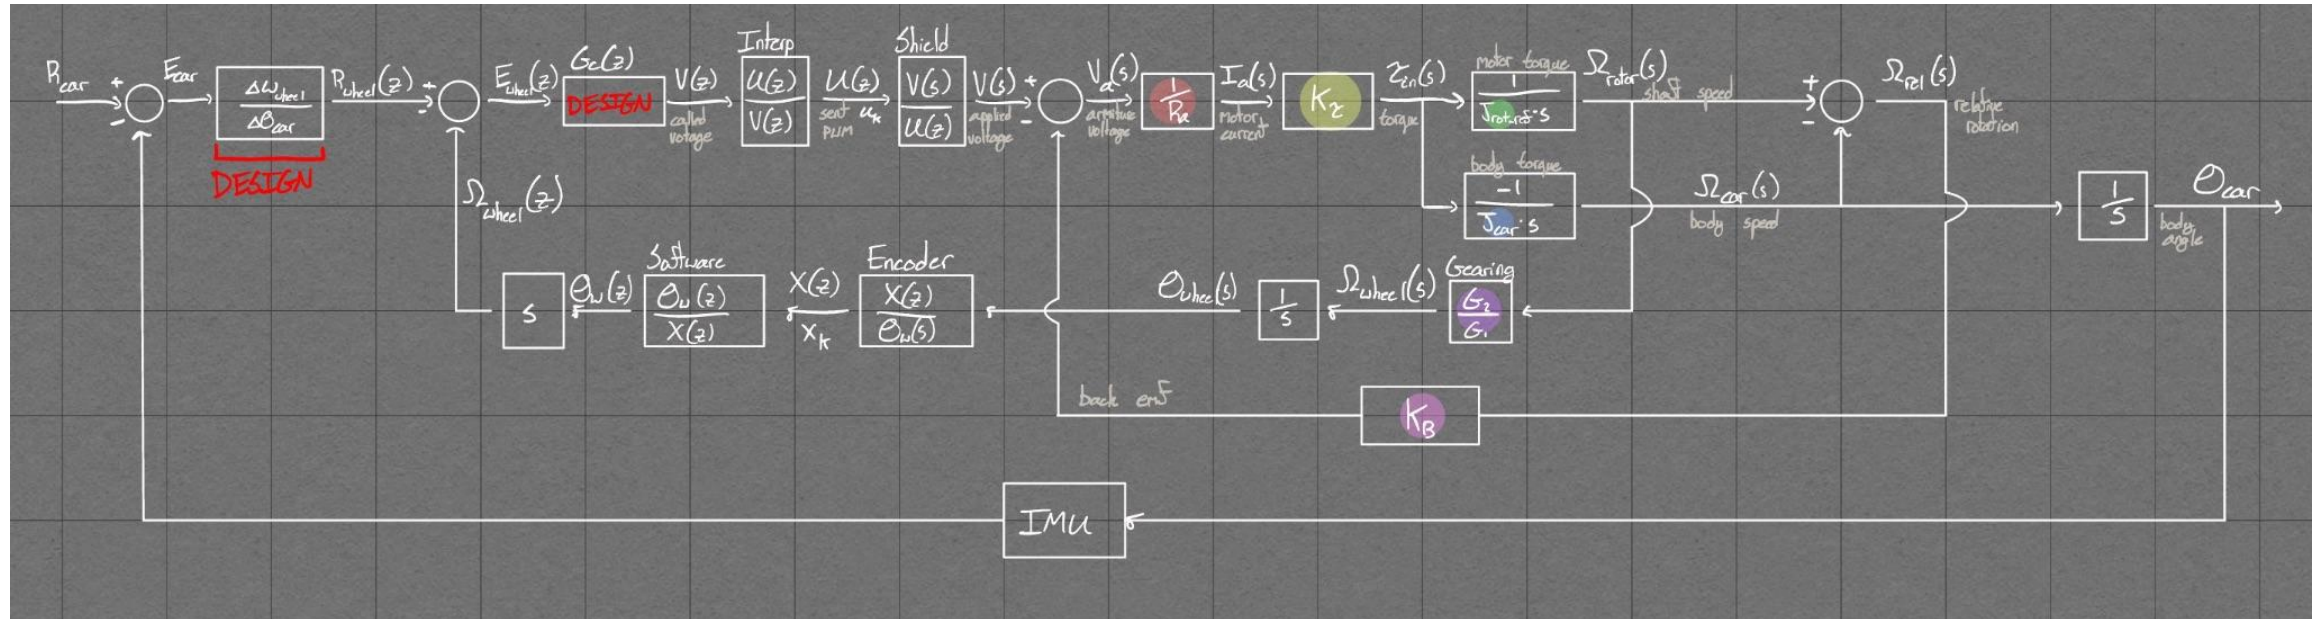 R_car
+
-
E_car
Δω_wheel
Δθ_car
DESIGN
R_wheel(z)
+
-
Ω_wheel(z)
E_wheel(z)
G_c(z)
DESIGN
V(z)
called
votage
Interp
U(z)
V(z)
U(z)
sent
PWM
u_k
Shield
V(s)
U(z)
V(s)
applied
voltage
+
-
V_a(s)
armiture
voltage
1
R_a
I_a(s)
Motor
current
K_τ
τ_in(s)
torque
motor torque
1
J_rotor·s
Ω_rotor(s)
shaft speed
+
-
Ω_rel(s)
relative
rotation
body torque
-1
J_car·s
Ω_car(s)
body speed
1
s
θ_car
body
angle
S
θ_w(z)
Software
θ_w(z)
X(z)
X(z)
X_k
Encoder
X(z)
θ_w(s)
θ_wheel(s)
1
s
Ω_wheel(s)
Gearing
G_2
G_1
back emf
K_B
IMU